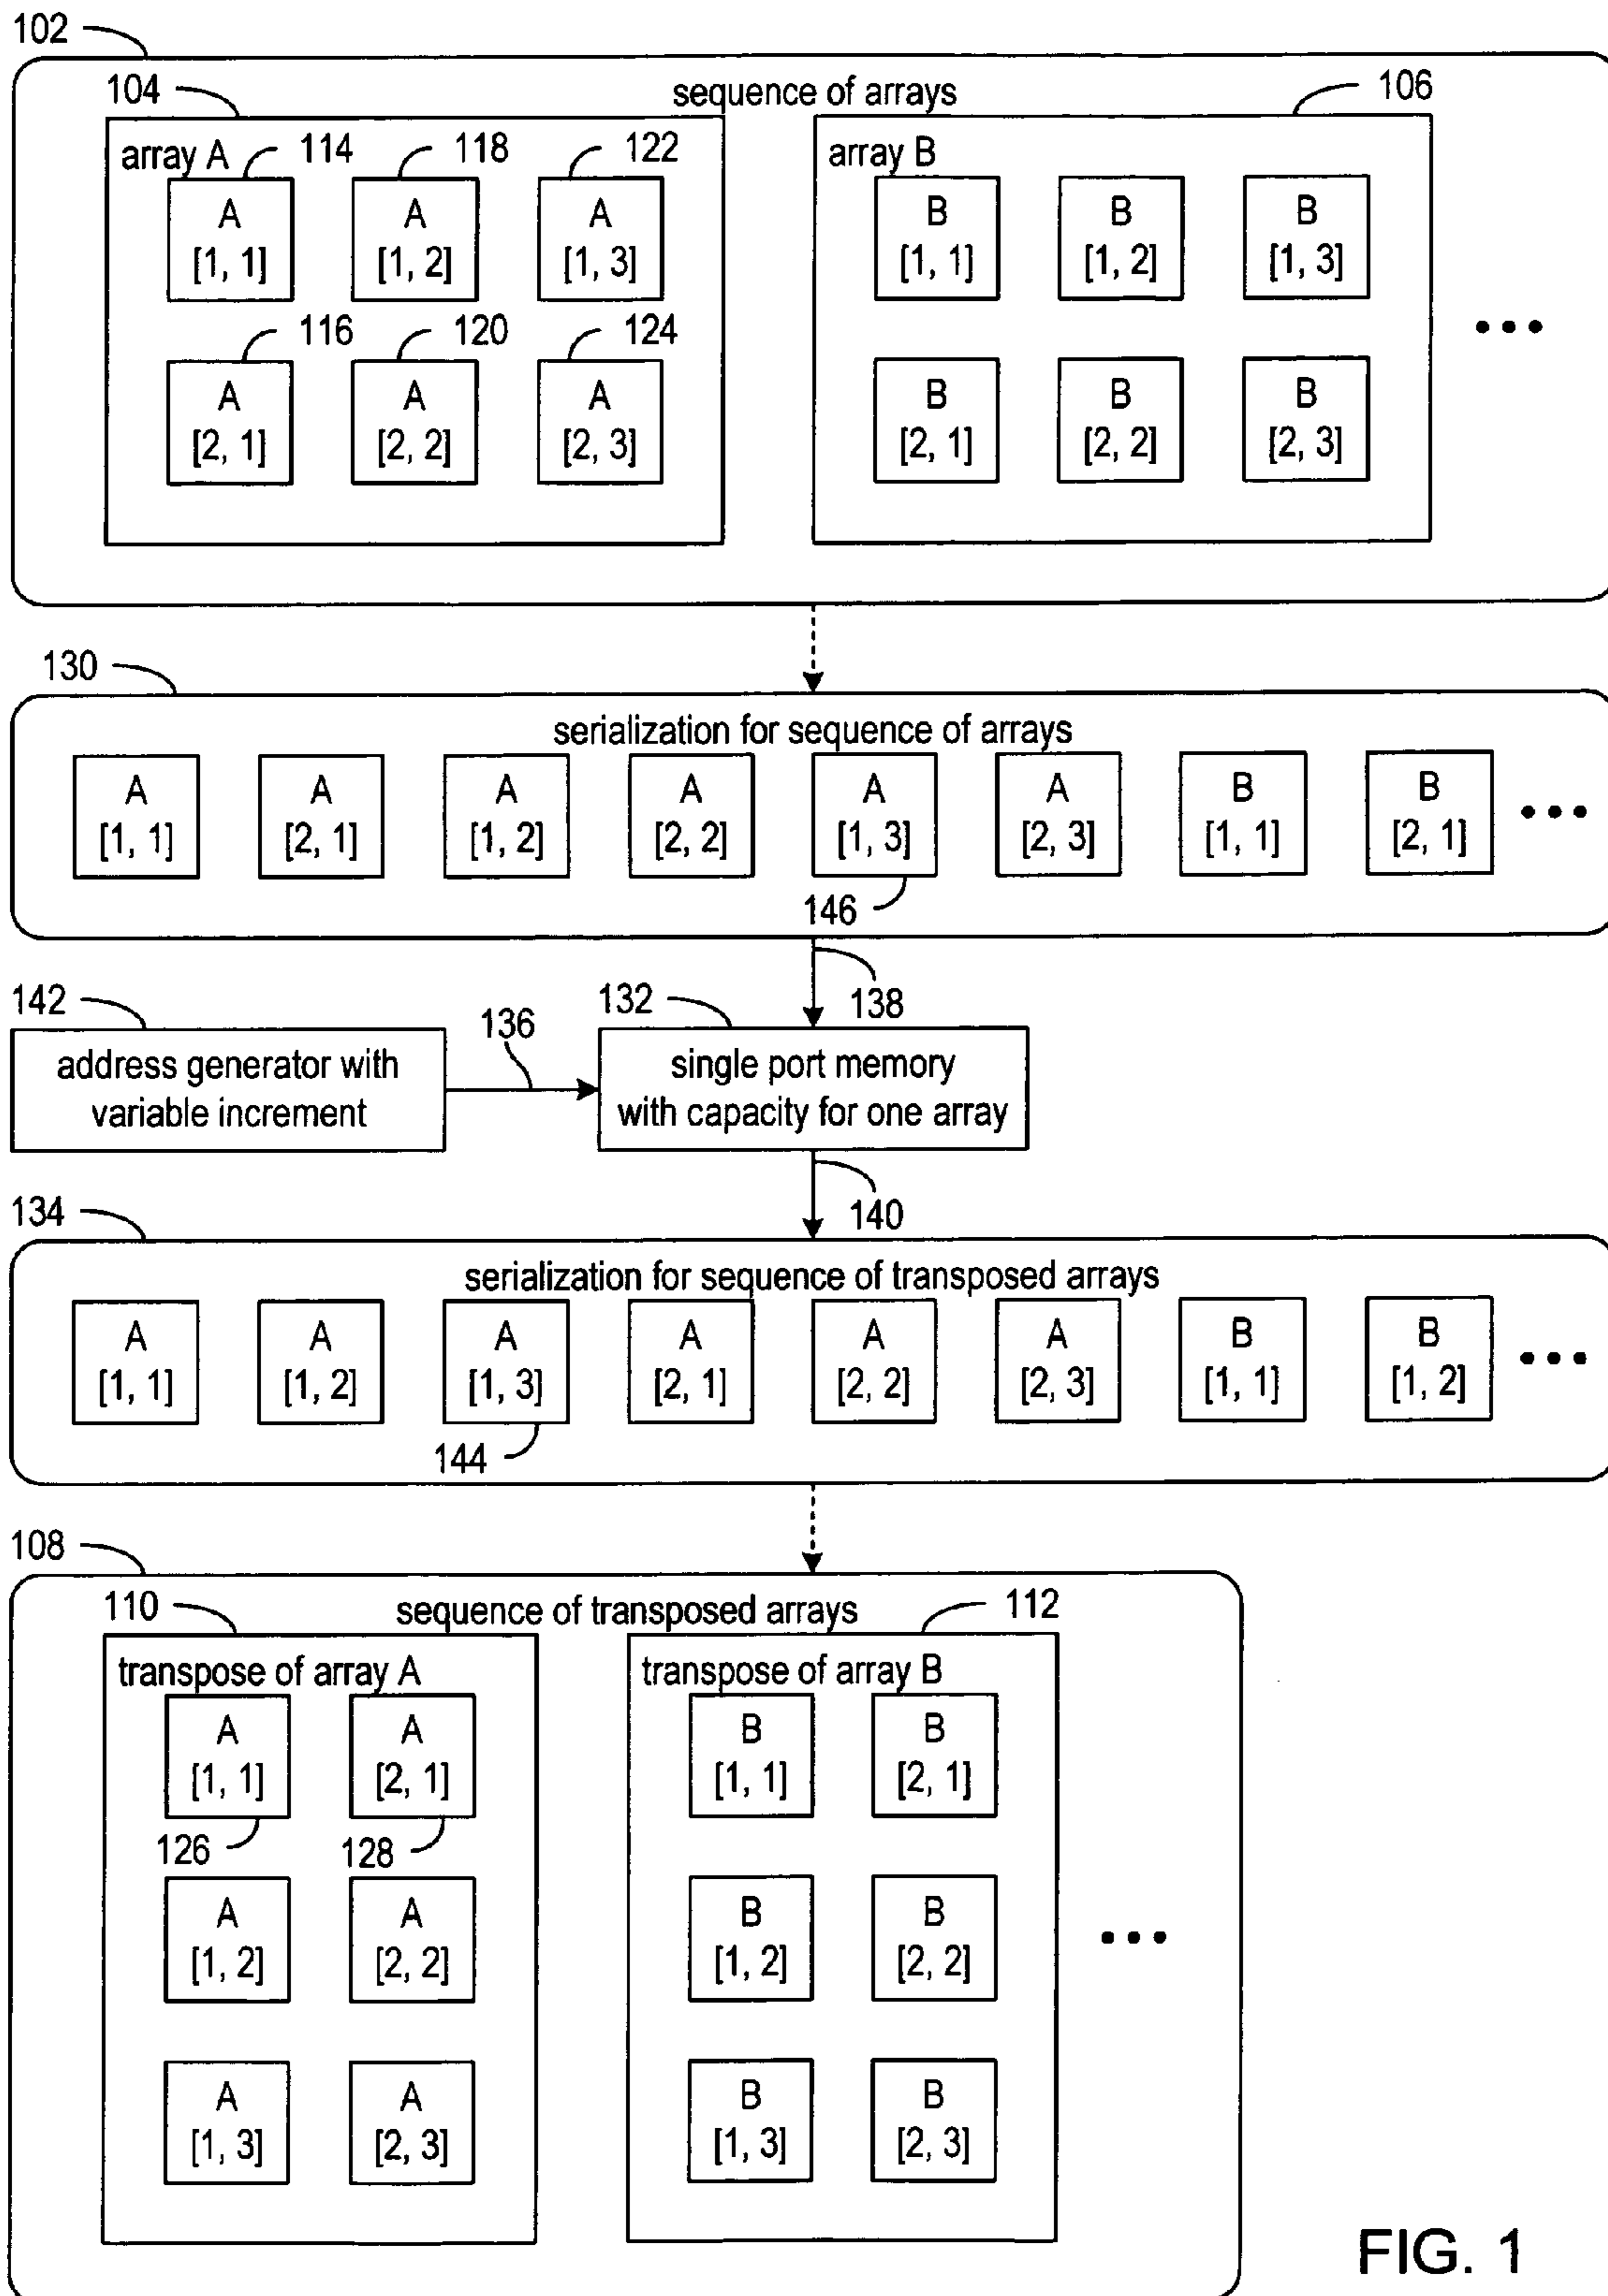 102
104 sequence of arrays 106
array A 114 118 122 array B
A A A B B B
[1, 1] [1, 2] [1, 3] [1, 1] [1, 2] [1, 3]
116 120 124 •••
A A A B B B
[2, 1] [2, 2] [2, 3] [2, 1] [2, 2] [2, 3]
130
serialization for sequence of arrays
A A A A A A B B
[1, 1] [2, 1] [1, 2] [2, 2] [1, 3] [2, 3] [1, 1] [2, 1] •••
146
142 136 132 138
address generator with single port memory
variable increment with capacity for one array
134 140
serialization for sequence of transposed arrays
A A A A A A B B
[1, 1] [1, 2] [1, 3] [2, 1] [2, 2] [2, 3] [1, 1] [1, 2] •••
144
108
110 sequence of transposed arrays 112
transpose of array A transpose of array B
A A B B
[1, 1] [2, 1] [1, 1] [2, 1]
126 128
A A B B
[1, 2] [2, 2] [1, 2] [2, 2] •••
A A B B
[1, 3] [2, 3] [1, 3] [2, 3]
FIG. 1